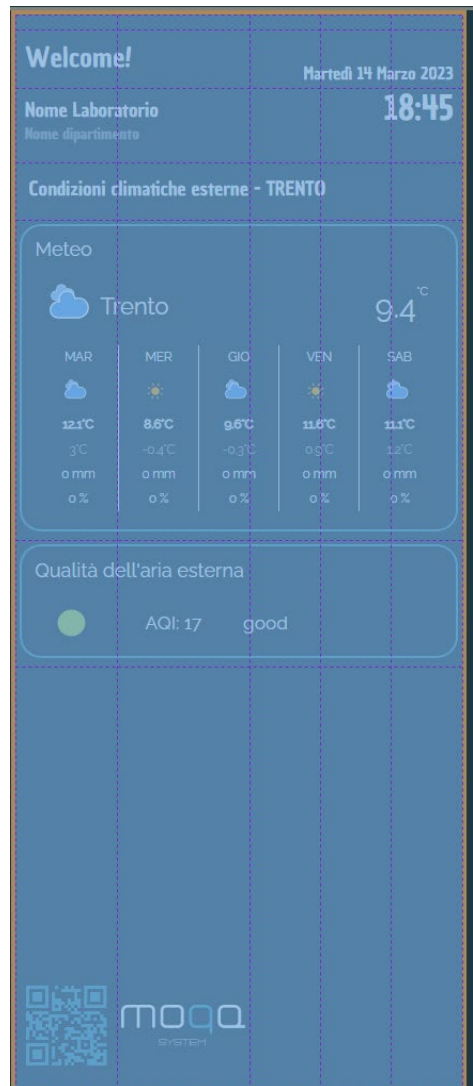 Welcome!
Martedì 14 Marzo 2023
18:45
Nome Laboratorio
Nome dipartimento
Condizioni climatiche esterne - TRENTO
Meteo
Trento 9.4 °C
MAR MER GIO VEN SAB
12.1°C 8.6°C 9.6°C 11.6°C 11.1°C
3°C -0.4°C -0.3°C 0.9°C 1.2°C
0 mm 0 mm 0 mm 0 mm 0 mm
0 % 0 % 0 % 0 % 0 %
Qualità dell'aria esterna
AQI: 17 good
moqa
SYSTEM